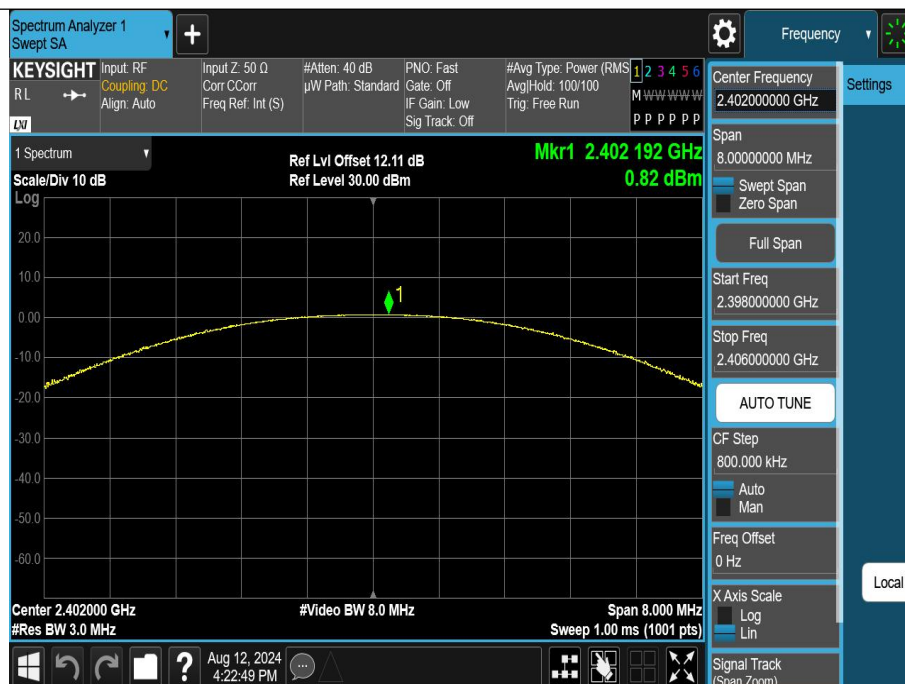 Spectrum Analyzer 1
Swept SA
+
Frequency
KEYSIGHT
RL
LXI
Input: RF
Coupling: DC
Align: Auto
Input Z: 50 Ω
Corr CCorr
Freq Ref: Int (S)
#Atten: 40 dB
µW Path: Standard
PNO: Fast
Gate: Off
IF Gain: Low
Sig Track: Off
#Avg Type: Power (RMS
Avg|Hold: 100/100
Trig: Free Run
1 2 3 4 5 6
M W W W W W
P P P P P P
1 Spectrum
Scale/Div 10 dB
Log
Ref Lvl Offset 12.11 dB
Ref Level 30.00 dBm
Mkr1 2.402 192 GHz
0.82 dBm
1
20.0
10.0
0.00
-10.0
-20.0
-30.0
-40.0
-50.0
-60.0
Center 2.402000 GHz
#Res BW 3.0 MHz
#Video BW 8.0 MHz
Span 8.000 MHz
Sweep 1.00 ms (1001 pts)
Center Frequency
2.402000000 GHz
Span
8.00000000 MHz
Swept Span
Zero Span
Full Span
Start Freq
2.398000000 GHz
Stop Freq
2.406000000 GHz
AUTO TUNE
CF Step
800.000 kHz
Auto
Man
Freq Offset
0 Hz
X Axis Scale
Log
Lin
Signal Track
(Span Zoom)
Settings
Local
?
Aug 12, 2024
4:22:49 PM